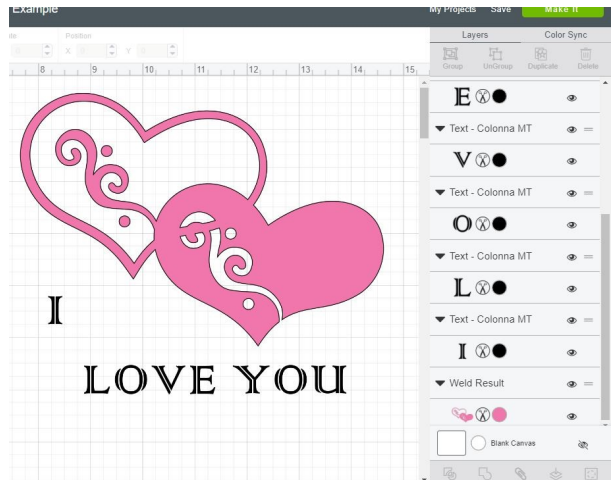 Example
My Projects Save Make It
Layers Color Sync
Position
X Y
Group UnGroup Duplicate Delete
8 9 10 11 12 13 14 15
E
Text - Colonna MT
V
Text - Colonna MT
O
Text - Colonna MT
L
Text - Colonna MT
I
Weld Result
Blank Canvas
I
LOVE YOU